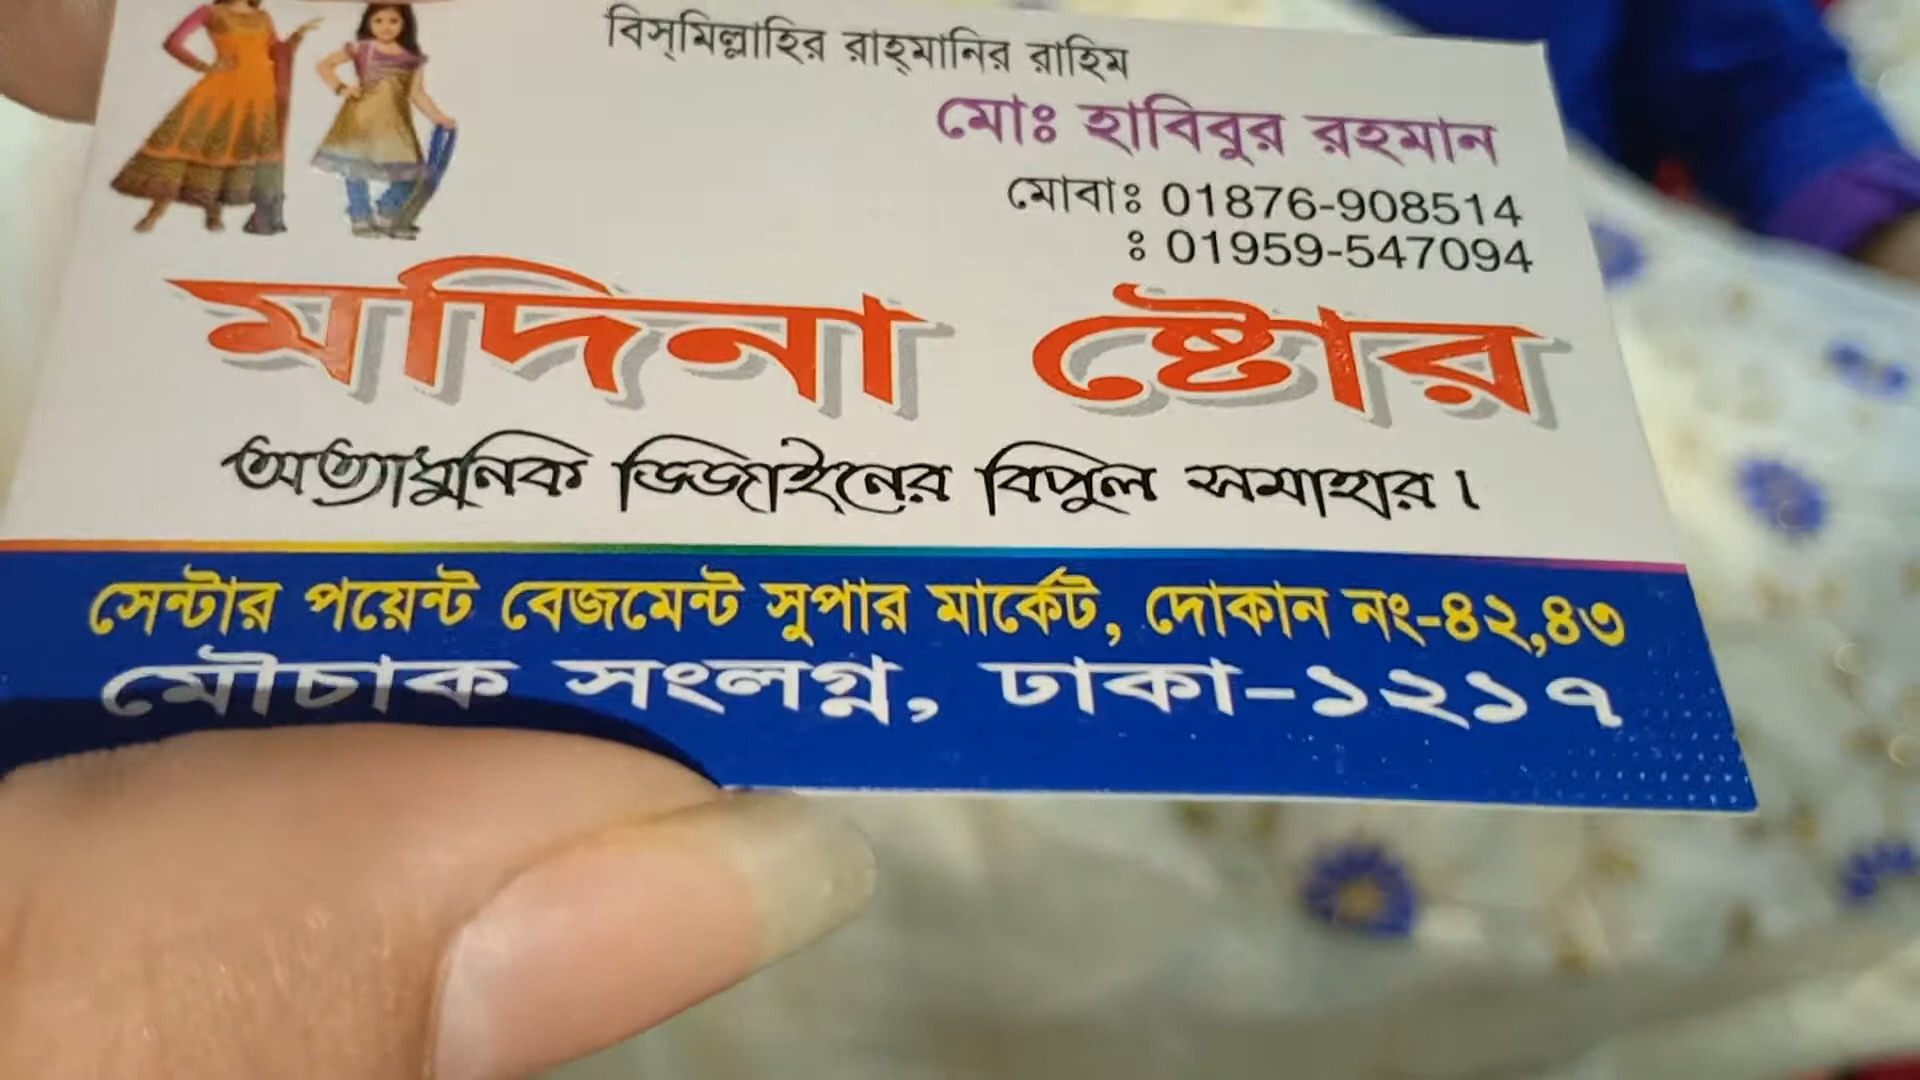 বিস্‌মিল্লাহির রাহ্‌মানির রাহিম
মোঃ হাবিবুর রহমান
মোবাঃ 01876-908514
ঃ 01959-547094
মদিনা ষ্টোর
অত্যাধুনিক ডিজাইনের বিপুল সমাহার।
সেন্টার পয়েন্ট বেজমেন্ট সুপার মার্কেট, দোকান নং-৪২,৪৩
মৌচাক সংলগ্ন, ঢাকা-১২১৭